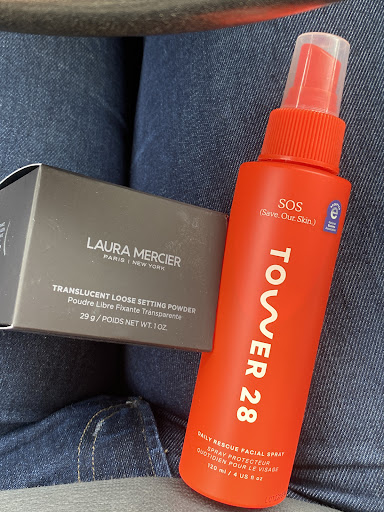 LAURA MERCIER
PARIS | NEW YORK
TRANSLUCENT LOOSE SETTING POWDER
Poudre Libre Fixante Transparente
29 g / POIDS NET WT. 1 OZ.
SOS
(Save. Our. Skin.)
TOWER 28
DAILY RESCUE FACIAL SPRAY
SPRAY PROTECTEUR
QUOTIDIEN POUR LE VISAGE
120 ml / 4 US fl oz